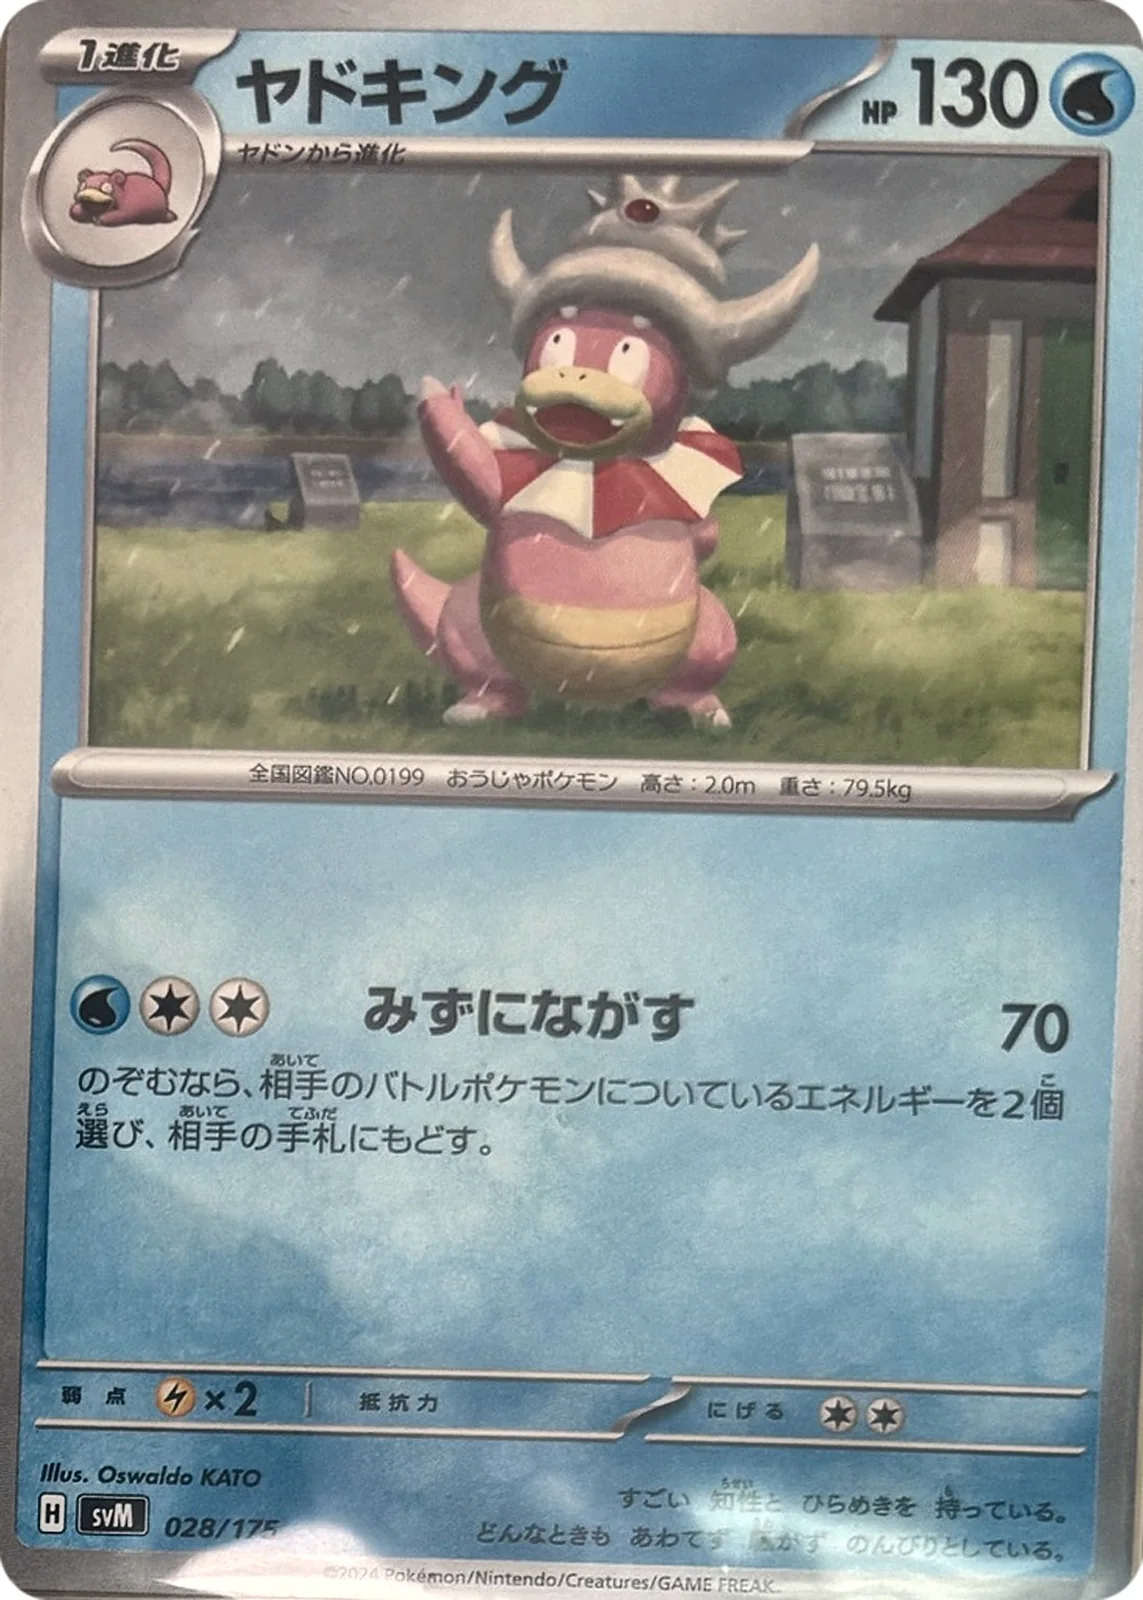 1進化
ヤドキング
HP 130
ヤドンから進化
全国図鑑NO.0199 おうじゃポケモン 高さ:2.0m 重さ:79.5kg
みずにながす 70
のぞむなら、相手のバトルポケモンについているエネルギーを2個
選び、相手の手札にもどす。
弱点 ×2 抵抗力 にげる
Illus. Oswaldo KATO
すごい 知性と ひらめきを 持っている。
H svM 028/175
どんなときも あわてず のんびりとしている。
©2024 Pokémon/Nintendo/Creatures/GAME FREAK.